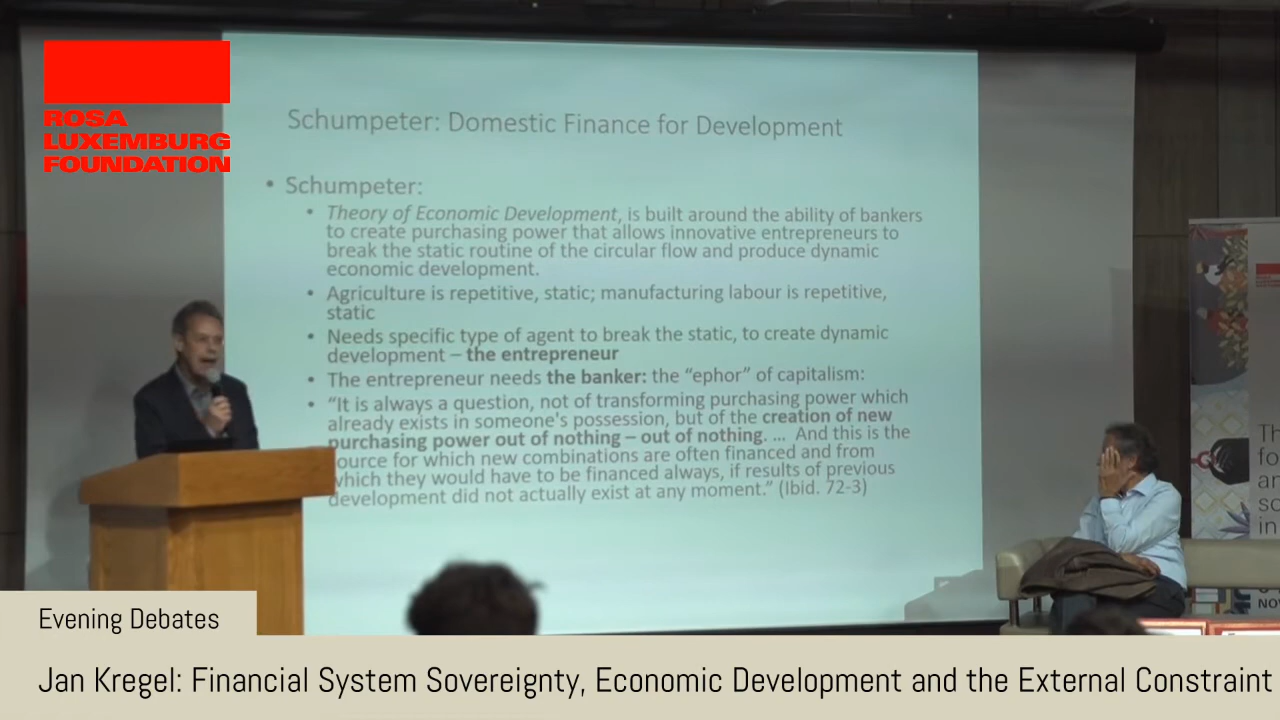 ROSA
LUXEMBURG
FOUNDATION
Schumpeter: Domestic Finance for Development
• Schumpeter:
• Theory of Economic Development, is built around the ability of bankers
to create purchasing power that allows innovative entrepreneurs to
break the static routine of the circular flow and produce dynamic
economic development.
• Agriculture is repetitive, static; manufacturing labour is repetitive,
static
• Needs specific type of agent to break the static, to create dynamic
development – the entrepreneur
• The entrepreneur needs the banker: the “ephor” of capitalism:
• “It is always a question, not of transforming purchasing power which
already exists in someone's possession, but of the creation of new
purchasing power out of nothing – out of nothing. … And this is the
ource for which new combinations are often financed and from
which they would have to be financed always, if results of previous
development did not actually exist at any moment.” (Ibid. 72-3)
Th
fo
an
so
in
NOV
Evening Debates
Jan Kregel: Financial System Sovereignty, Economic Development and the External Constraint